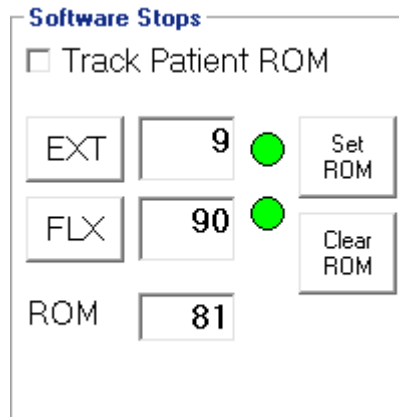 Software Stops
Track Patient ROM
EXT
9
Set
ROM
FLX
90
Clear
ROM
ROM
81